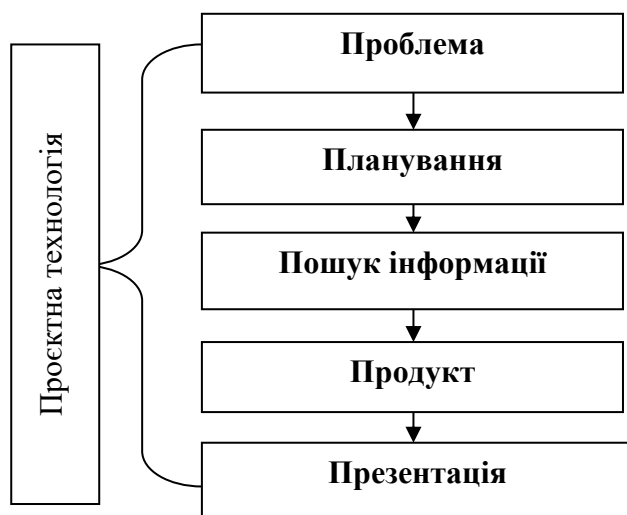 Проєктна технологія
Проблема
Планування
Пошук інформації
Продукт
Презентація